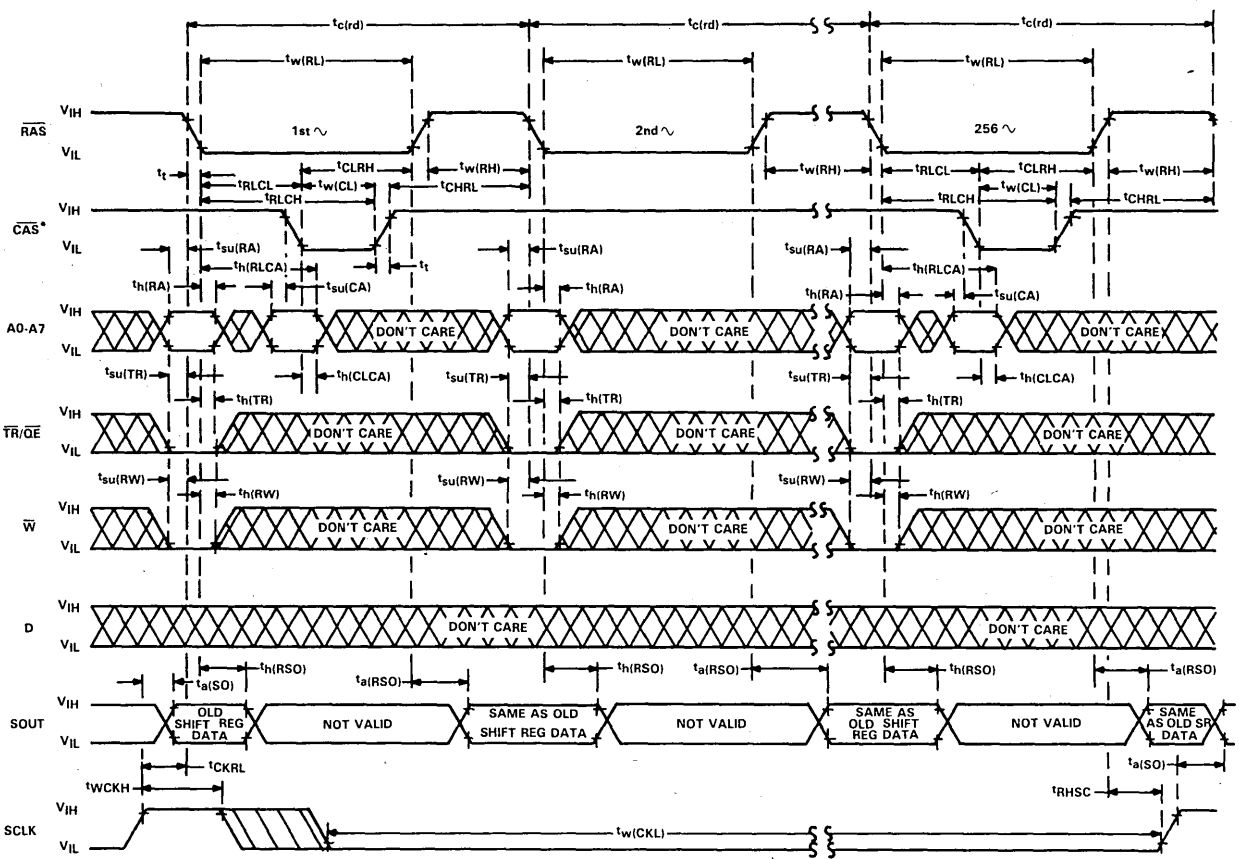 tc(rd) tc(rd) tc(rd)
tw(RL) tw(RL) tw(RL)
RAS VIH VIL 1st ∿ 2nd ∿ 256 ∿
tt tCLRH tw(RH) tw(RH) tRLCL tCLRH tw(RH)
tRLCL tw(CL) tCHRL tw(CL)
tRLCH tRLCH tCHRL
CAS* VIH VIL
tsu(RA) tsu(RA) tsu(RA)
th(RLCA) tt th(RLCA)
th(RA) tsu(CA) th(RA) th(RA) tsu(CA)
A0-A7 VIH VIL DON'T CARE DON'T CARE DON'T CARE
tsu(TR) th(CLCA) tsu(TR) tsu(TR) th(CLCA)
th(TR) th(TR) th(TR)
TR/QE VIH VIL DON'T CARE DON'T CARE DON'T CARE
tsu(RW) tsu(RW) tsu(RW)
th(RW) th(RW) th(RW)
W VIH VIL DON'T CARE DON'T CARE DON'T CARE
D VIH VIL DON'T CARE DON'T CARE
th(RSO) th(RSO) ta(RSO) th(RSO) ta(RSO)
ta(SO) ta(RSO)
SOUT VIH VIL
OLD
SHIFT REG
DATA
NOT VALID
SAME AS OLD
SHIFT REG DATA
NOT VALID
SAME AS
OLD SHIFT
REG DATA
NOT VALID
SAME
AS OLD SR
DATA
tCKRL ta(SO)
tWCKH tRHSC
SCLK VIH VIL tw(CKL)